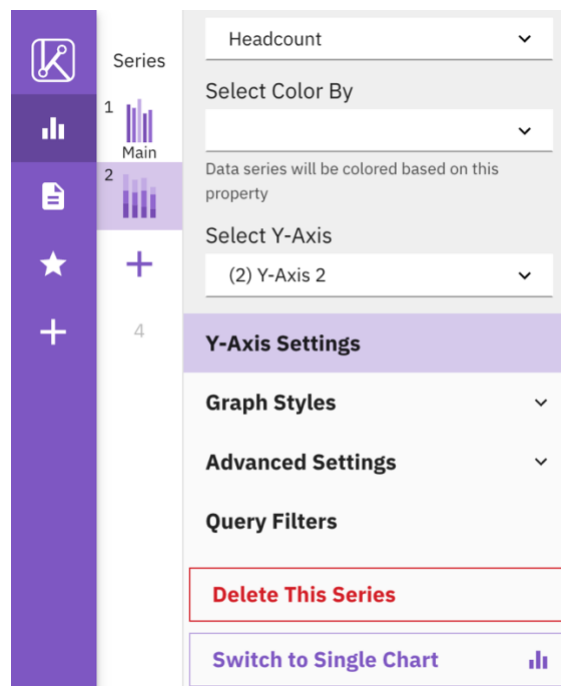 Series
1
Main
2
4
Headcount
Select Color By
Data series will be colored based on this
property
Select Y-Axis
(2) Y-Axis 2
Y-Axis Settings
Graph Styles
Advanced Settings
Query Filters
Delete This Series
Switch to Single Chart